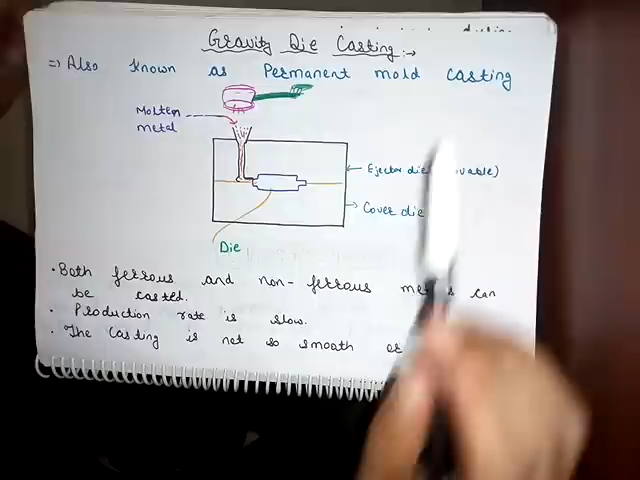 Gravity Die Casting:→
⇒ Also known as Permanent mold casting
Molten
metal
Ejector die
Cover die
Die
• Both ferrous and non-ferrous can
be casted.
• Production rate is slow.
• The Casting is not so smooth